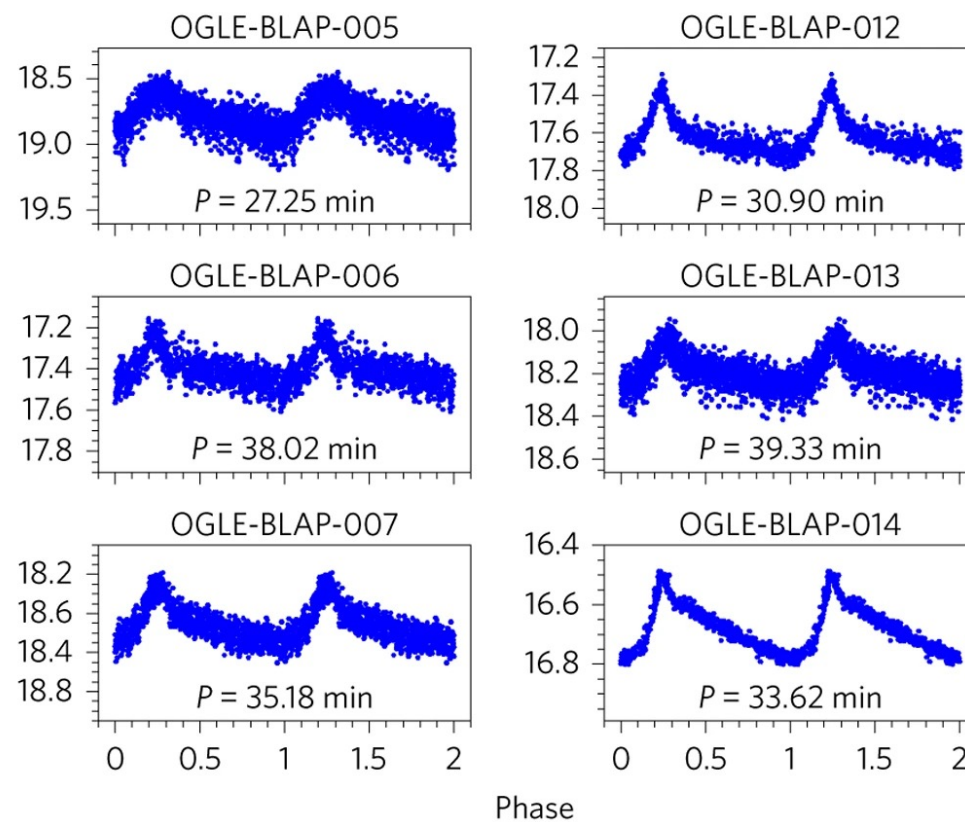 OGLE-BLAP-005
18.5
19.0
19.5
P = 27.25 min
OGLE-BLAP-012
17.2
17.4
17.6
17.8
18.0
P = 30.90 min
OGLE-BLAP-006
17.2
17.4
17.6
17.8
P = 38.02 min
OGLE-BLAP-013
18.0
18.2
18.4
18.6
P = 39.33 min
OGLE-BLAP-007
18.2
18.6
18.4
18.8
P = 35.18 min
0 0.5 1 1.5 2
OGLE-BLAP-014
16.4
16.6
16.8
P = 33.62 min
0 0.5 1 1.5 2
Phase